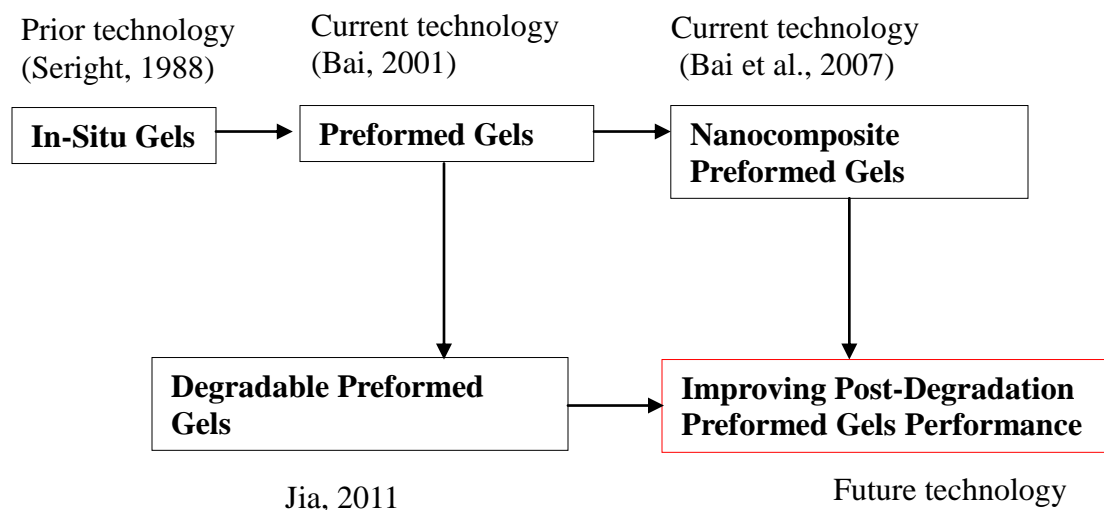 Prior technology
(Seright, 1988)
Current technology
(Bai, 2001)
Current technology
(Bai et al., 2007)
In-Situ Gels
Preformed Gels
Nanocomposite
Preformed Gels
Degradable Preformed
Gels
Improving Post-Degradation
Preformed Gels Performance
Jia, 2011
Future technology